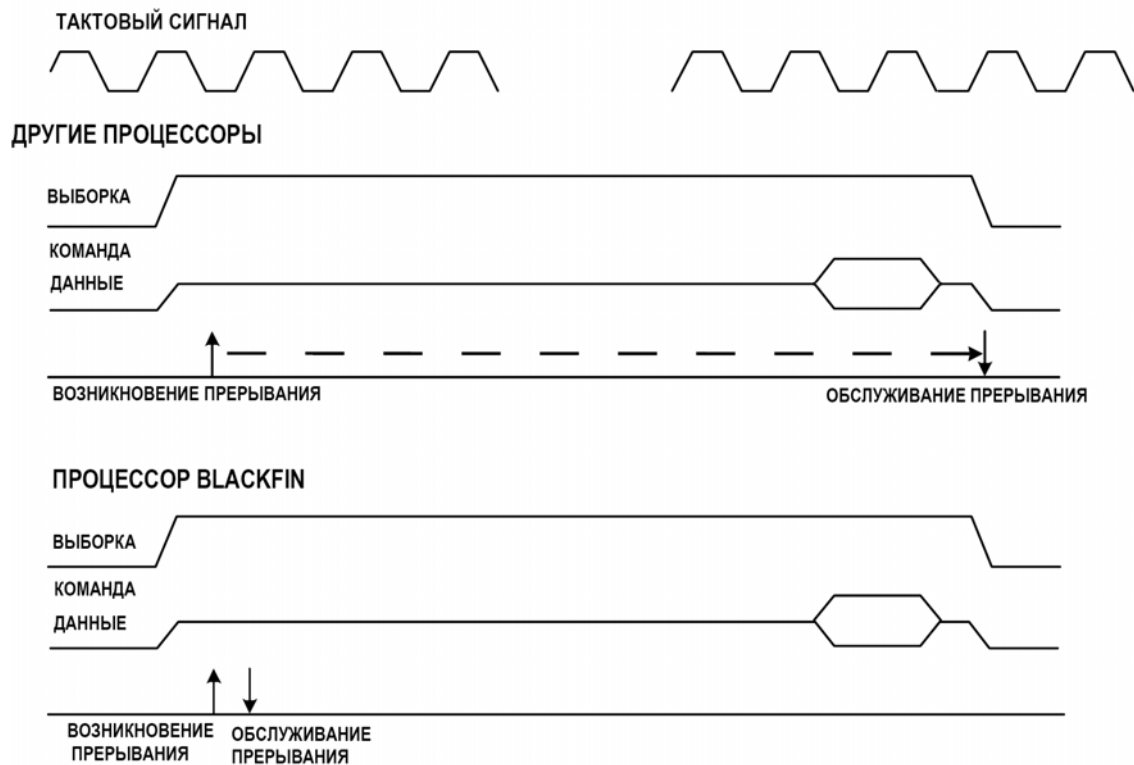 ТАКТОВЫЙ СИГНАЛ
ДРУГИЕ ПРОЦЕССОРЫ
ВЫБОРКА
КОМАНДА
ДАННЫЕ
ВОЗНИКНОВЕНИЕ ПРЕРЫВАНИЯ
ОБСЛУЖИВАНИЕ ПРЕРЫВАНИЯ
ПРОЦЕССОР BLACKFIN
ВЫБОРКА
КОМАНДА
ДАННЫЕ
ВОЗНИКНОВЕНИЕ
ПРЕРЫВАНИЯ
ОБСЛУЖИВАНИЕ
ПРЕРЫВАНИЯ